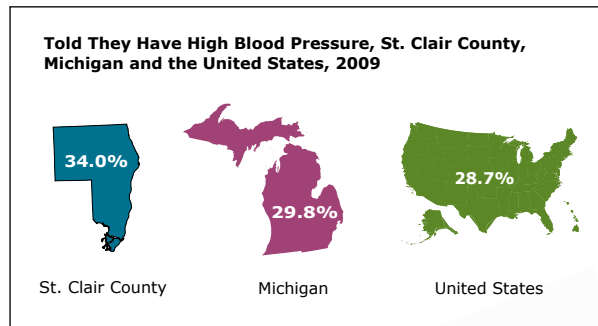 Told They Have High Blood Pressure, St. Clair County,
Michigan and the United States, 2009
34.0%
29.8%
28.7%
St. Clair County
Michigan
United States